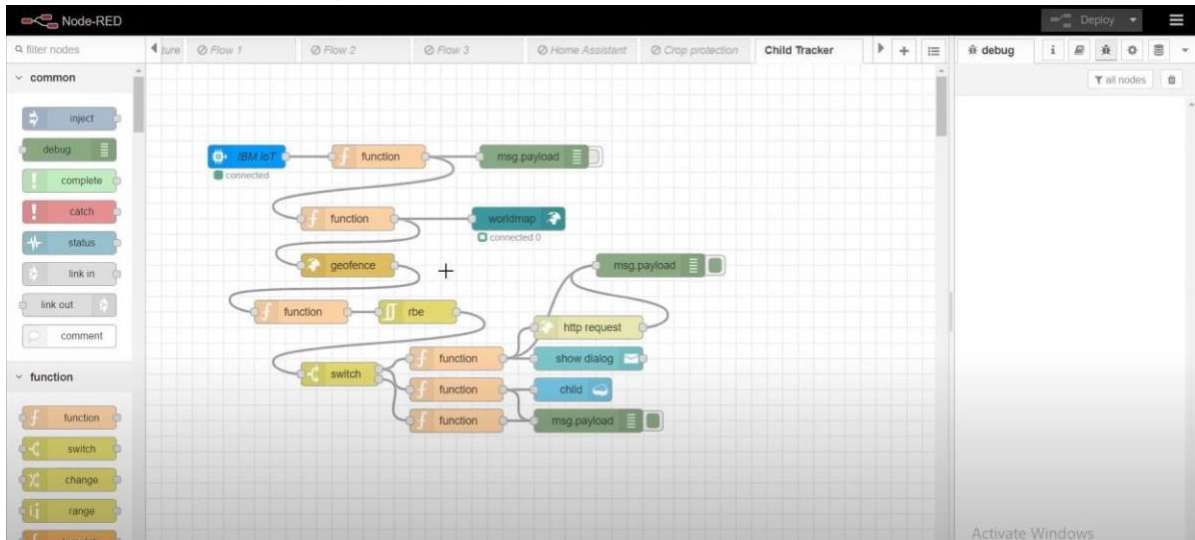 Node-RED
Deploy
filter nodes
ture
Flow 1
Flow 2
Flow 3
Home Assistant
Crop protection
Child Tracker
debug
i
all nodes
common
inject
debug
complete
catch
status
link in
link out
comment
function
function
switch
change
range
IBM IoT
connected
function
msg.payload
function
worldmap
connected 0
geofence
msg.payload
function
rbe
http request
function
show dialog
switch
function
child
function
msg.payload
Activate Windows